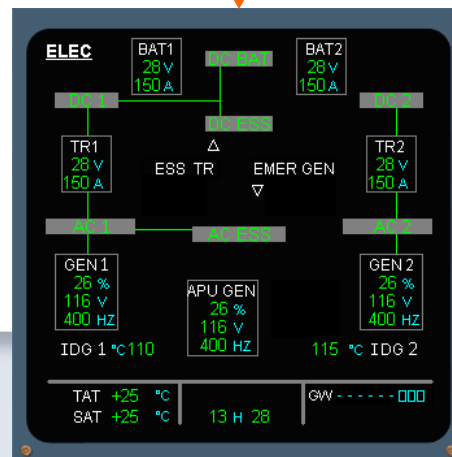 ELEC
BAT1
28 V
150 A
DC BAT
BAT2
28 V
150 A
DC 1
DC 2
DC ESS
TR1
28 V
150 A
ESS TR
EMER GEN
TR2
28 V
150 A
AC 1
AC ESS
AC 2
GEN 1
26 %
116 V
400 HZ
APU GEN
26 %
116 V
400 HZ
GEN 2
26 %
116 V
400 HZ
IDG 1 °C110
115 °C IDG 2
TAT +25 °C
SAT +25 °C
13 H 28
GW - - - - - -